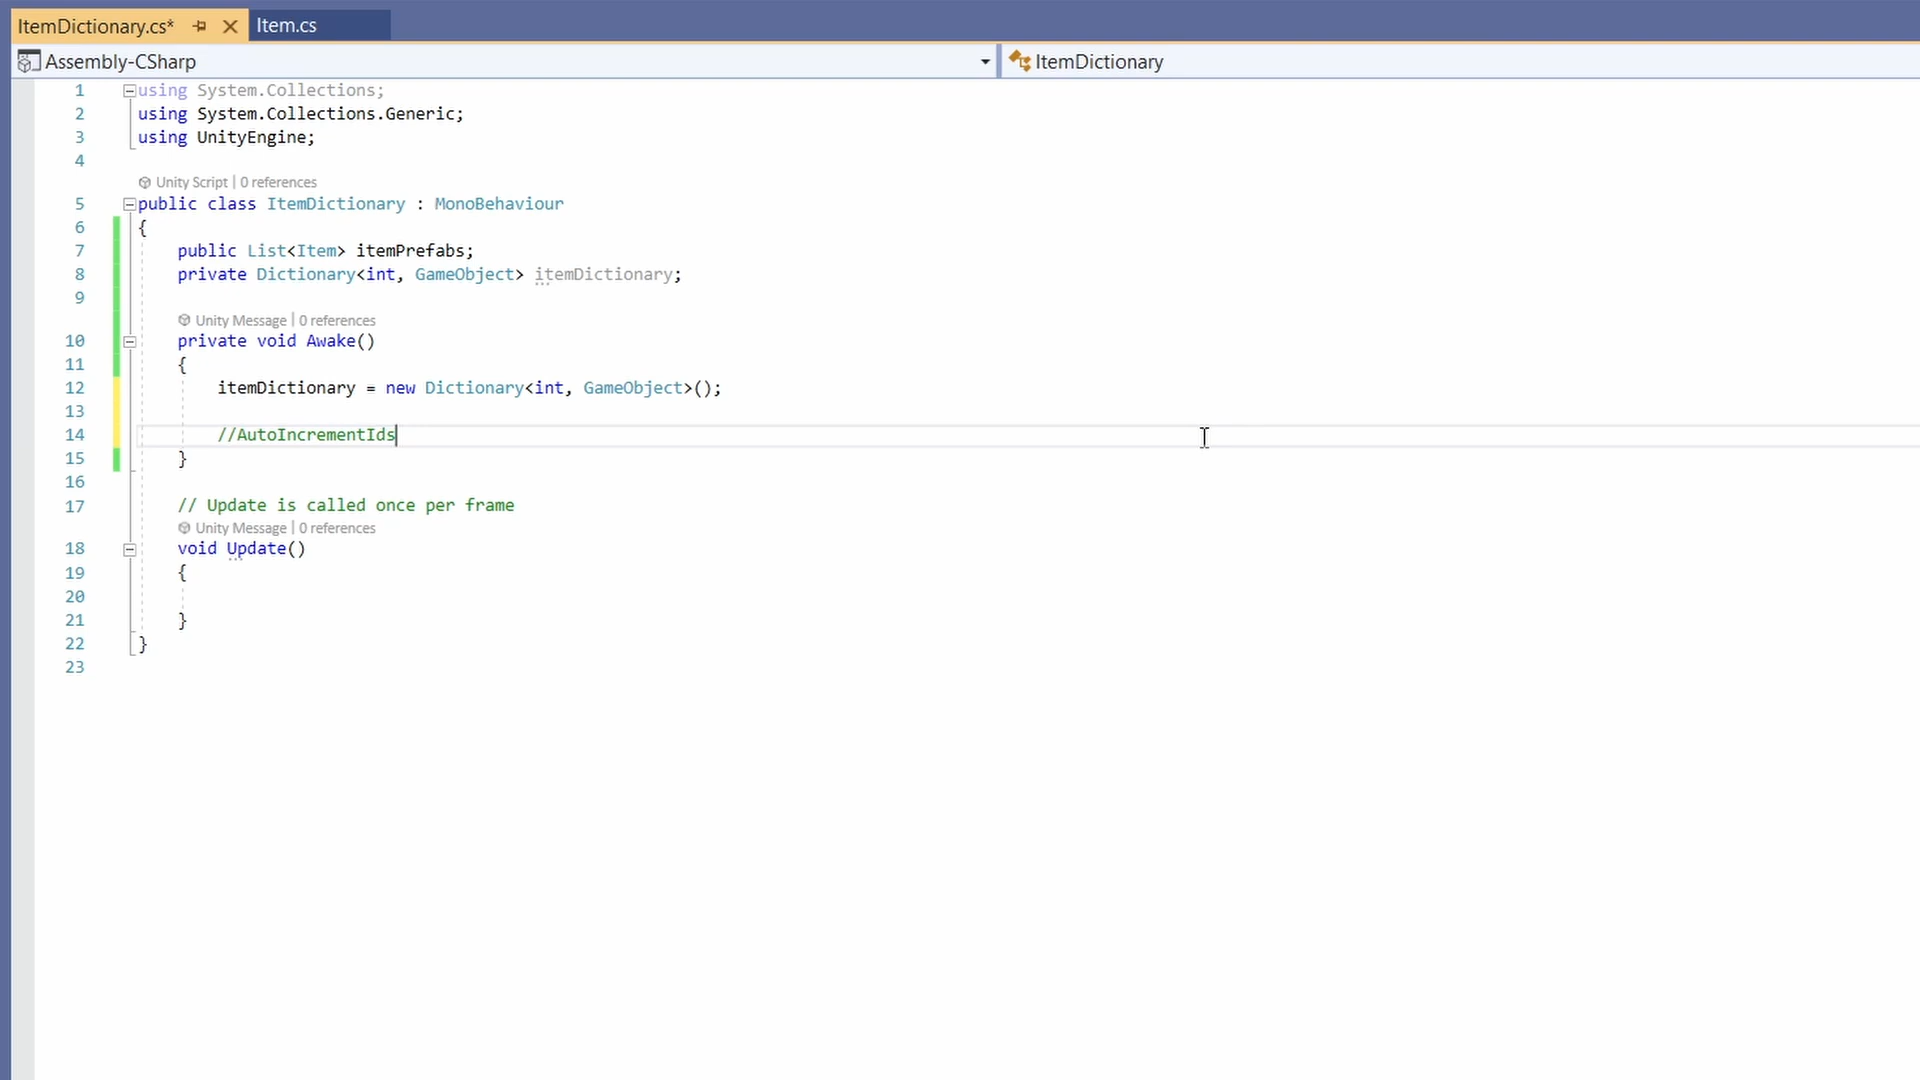 ItemDictionary.cs* Item.cs
Assembly-CSharp ItemDictionary
1 using System.Collections;
2 using System.Collections.Generic;
3 using UnityEngine;
4
Unity Script | 0 references
5 public class ItemDictionary : MonoBehaviour
6 {
7 public List<Item> itemPrefabs;
8 private Dictionary<int, GameObject> itemDictionary;
9
Unity Message | 0 references
10 private void Awake()
11 {
12 itemDictionary = new Dictionary<int, GameObject>();
13
14 //AutoIncrementIds
15 }
16
17 // Update is called once per frame
Unity Message | 0 references
18 void Update()
19 {
20
21 }
22 }
23